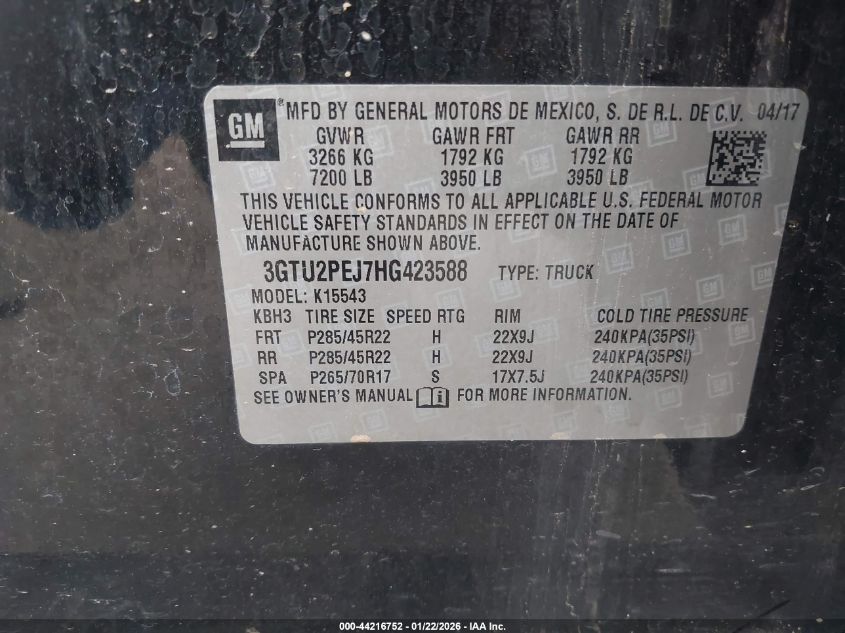 GM ® MFD BY GENERAL MOTORS DE MEXICO, S. DE R.L. DE C.V. 04/17
GVWR GAWR FRT GAWR RR
3266 KG 1792 KG 1792 KG
7200 LB 3950 LB 3950 LB
THIS VEHICLE CONFORMS TO ALL APPLICABLE U.S. FEDERAL MOTOR
VEHICLE SAFETY STANDARDS IN EFFECT ON THE DATE OF
MANUFACTURE SHOWN ABOVE.
3GTU2PEJ7HG423588 TYPE: TRUCK
MODEL: K15543
KBH3 TIRE SIZE SPEED RTG RIM COLD TIRE PRESSURE
FRT P285/45R22 H 22X9J 240KPA(35PSI)
RR P285/45R22 H 22X9J 240KPA(35PSI)
SPA P265/70R17 S 17X7.5J 240KPA(35PSI)
SEE OWNER'S MANUAL i FOR MORE INFORMATION.
000-44216752 - 01/22/2026 - IAA Inc.